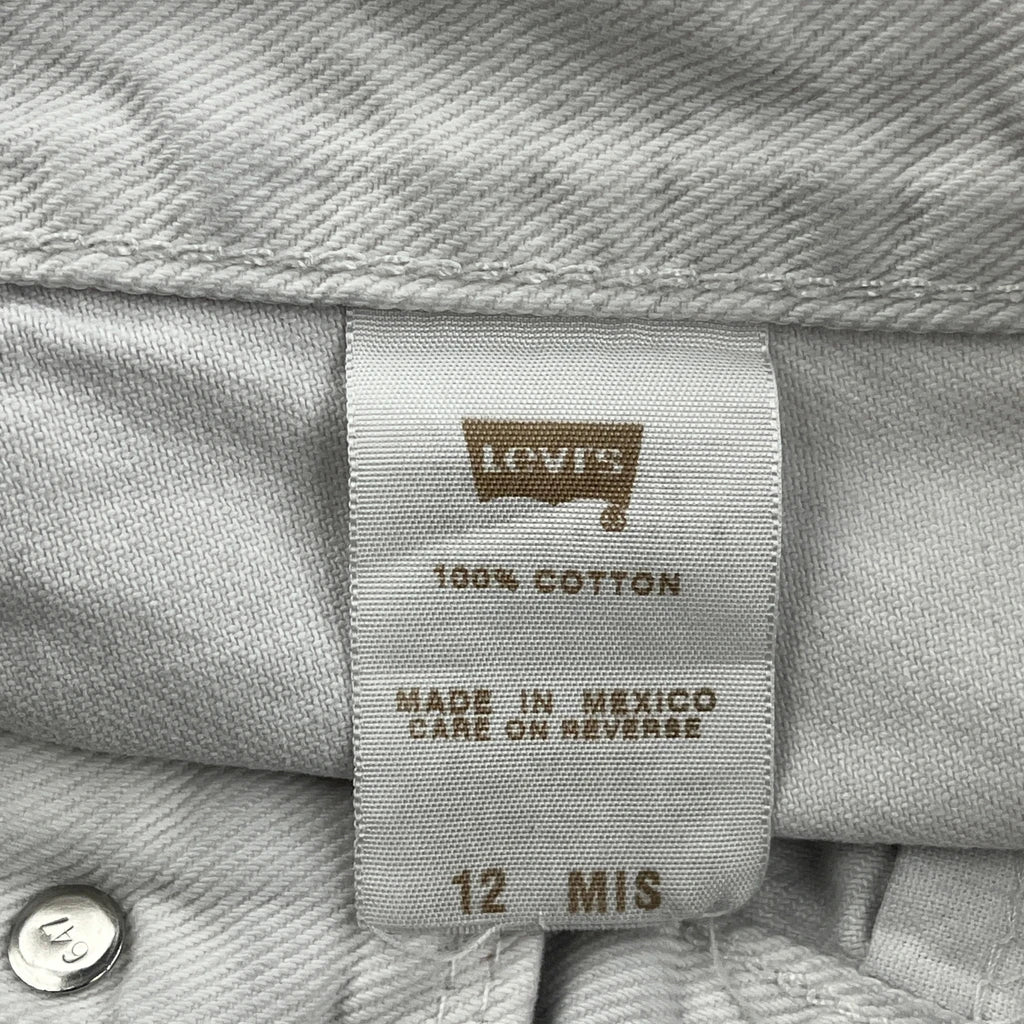 Levi's
100% COTTON
MADE IN MEXICO
CARE ON REVERSE
12 MIS
647